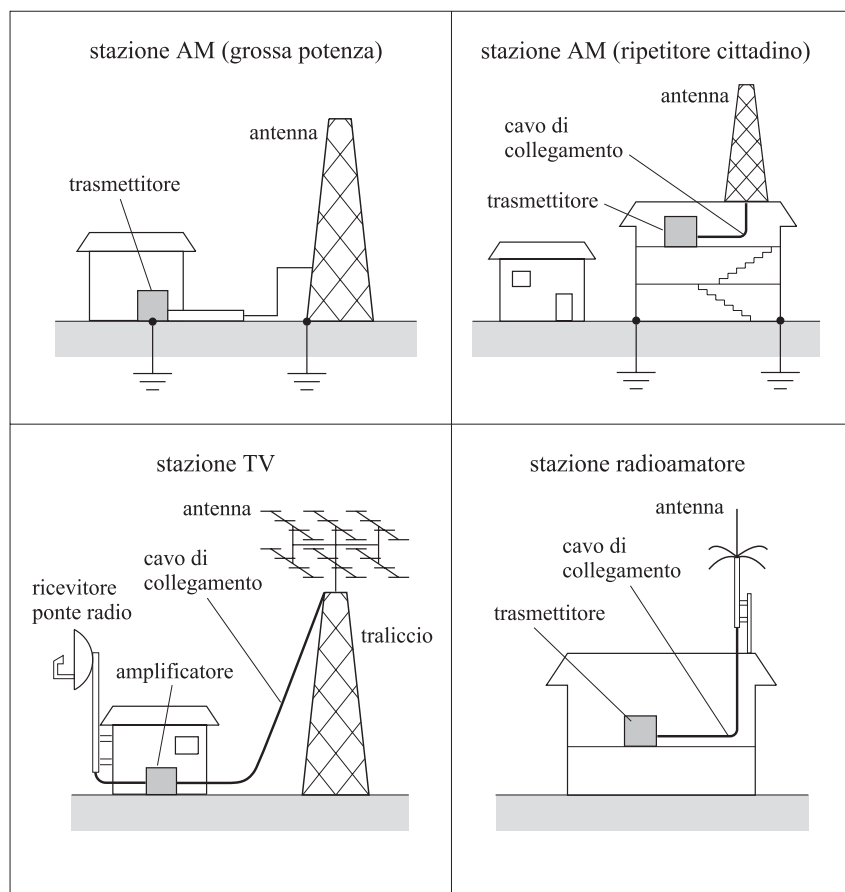 stazione AM (grossa potenza)
antenna
trasmettitore
stazione AM (ripetitore cittadino)
antenna
cavo di
collegamento
trasmettitore
stazione TV
antenna
cavo di
collegamento
ricevitore
ponte radio
traliccio
amplificatore
stazione radioamatore
antenna
cavo di
collegamento
trasmettitore